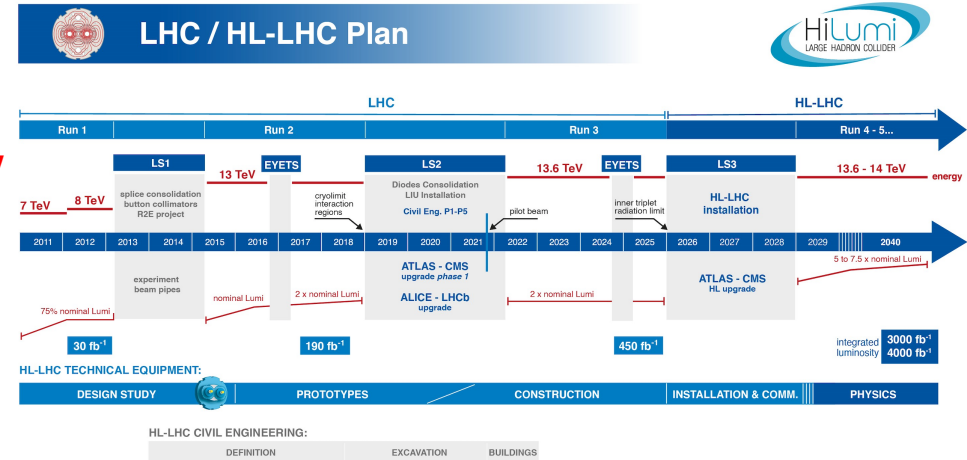 LHC / HL-LHC Plan
HiLumi
LARGE HADRON COLLIDER
LHC
HL-LHC
Run 1
Run 2
Run 3
Run 4 - 5...
LS1
EYETS
LS2
EYETS
LS3
7 TeV
8 TeV
13 TeV
13.6 TeV
13.6 - 14 TeV
energy
splice consolidation
button collimators
R2E project
cryolimit
interaction
regions
Diodes Consolidation
LIU Installation
Civil Eng. P1-P5
pilot beam
inner triplet
radiation limit
HL-LHC
installation
2011 2012 2013 2014 2015 2016 2017 2018 2019 2020 2021 2022 2023 2024 2025 2026 2027 2028 2029 2040
experiment
beam pipes
ATLAS - CMS
upgrade phase 1
ALICE - LHCb
upgrade
ATLAS - CMS
HL upgrade
5 to 7.5 x nominal Lumi
75% nominal Lumi
nominal Lumi
2 x nominal Lumi
2 x nominal Lumi
30 fb⁻¹
190 fb⁻¹
450 fb⁻¹
integrated
luminosity
3000 fb⁻¹
4000 fb⁻¹
HL-LHC TECHNICAL EQUIPMENT:
DESIGN STUDY
PROTOTYPES
CONSTRUCTION
INSTALLATION & COMM.
PHYSICS
HL-LHC CIVIL ENGINEERING:
DEFINITION
EXCAVATION
BUILDINGS